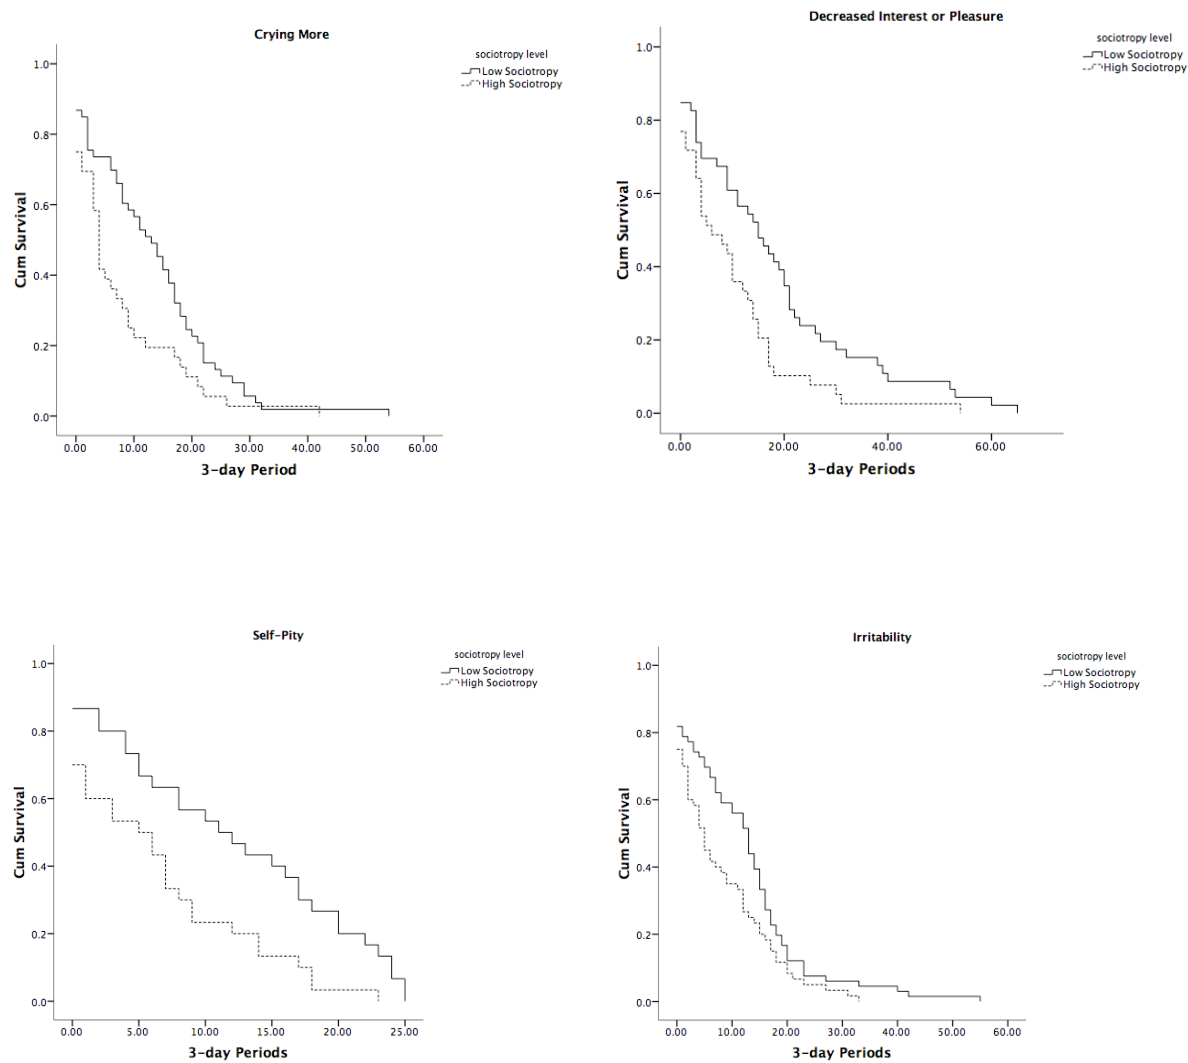 Crying More
sociotropy level
Low Sociotropy
High Sociotropy
Cum Survival
1.0
0.8
0.6
0.4
0.2
0.0
0.00 10.00 20.00 30.00 40.00 50.00 60.00
3-day Period
Decreased Interest or Pleasure
sociotropy level
Low Sociotropy
High Sociotropy
Cum Survival
1.0
0.8
0.6
0.4
0.2
0.0
0.00 20.00 40.00 60.00
3-day Periods
Self-Pity
sociotropy level
Low Sociotropy
High Sociotropy
Cum Survival
1.0
0.8
0.6
0.4
0.2
0.0
0.00 5.00 10.00 15.00 20.00 25.00
3-day Periods
Irritability
sociotropy level
Low Sociotropy
High Sociotropy
Cum Survival
1.0
0.8
0.6
0.4
0.2
0.0
0.00 10.00 20.00 30.00 40.00 50.00 60.00
3-day Periods